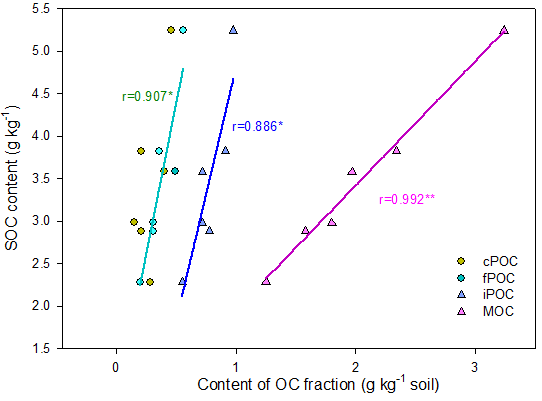 5.5
5.0
4.5
4.0
3.5
3.0
2.5
2.0
1.5
SOC content (g kg-1)
r=0.907*
r=0.886*
r=0.992**
cPOC
fPOC
iPOC
MOC
0 1 2 3
Content of OC fraction (g kg-1 soil)